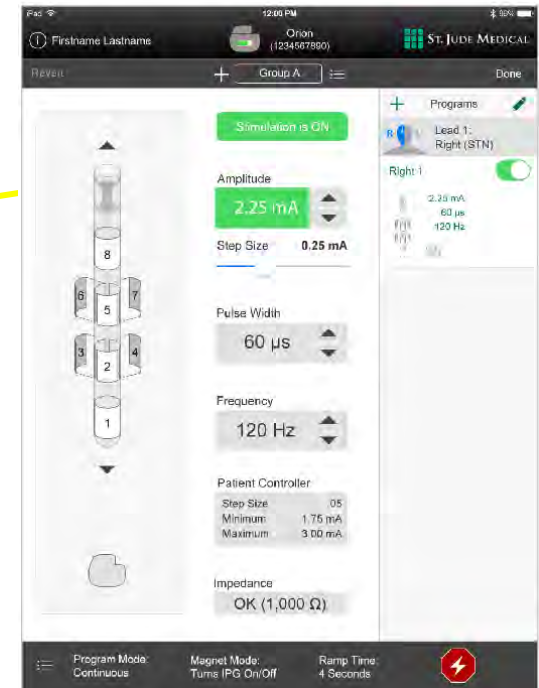 iPad
12:00 PM
Firstname Lastname
Orion
(1234567890)
ST. JUDE MEDICAL
Revert
+ Group A
Done
+ Programs
Stimulation is ON
R
Lead 1:
Right (STN)
Right 1
2.25 mA
60 µs
120 Hz
Amplitude
2.25 mA
Step Size 0.25 mA
8
6 5 7
3 2 4
1
Pulse Width
60 µs
Frequency
120 Hz
Patient Controller
Step Size .05
Minimum 1.75 mA
Maximum 3.00 mA
Impedance
OK (1,000 Ω)
Program Mode:
Continuous
Magnet Mode:
Turns IPG On/Off
Ramp Time:
4 Seconds